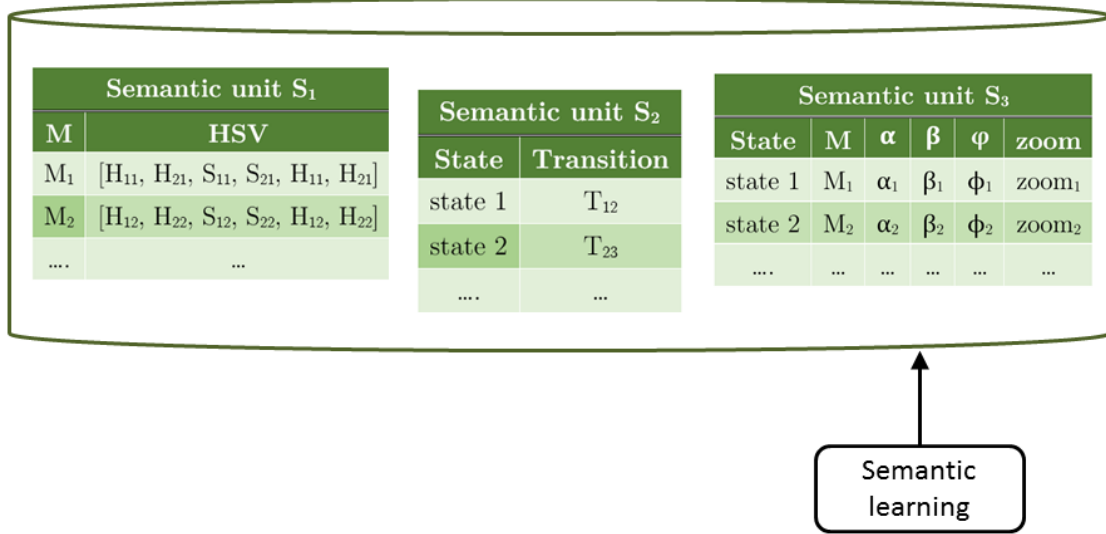 Semantic unit S₁
M HSV
M₁ [H₁₁, H₂₁, S₁₁, S₂₁, H₁₁, H₂₁]
M₂ [H₁₂, H₂₂, S₁₂, S₂₂, H₁₂, H₂₂]
.... ...
Semantic unit S₂
State Transition
state 1 T₁₂
state 2 T₂₃
.... ...
Semantic unit S₃
State M α β φ zoom
state 1 M₁ α₁ β₁ ϕ₁ zoom₁
state 2 M₂ α₂ β₂ ϕ₂ zoom₂
.... ... ... ... ... ...
Semantic
learning